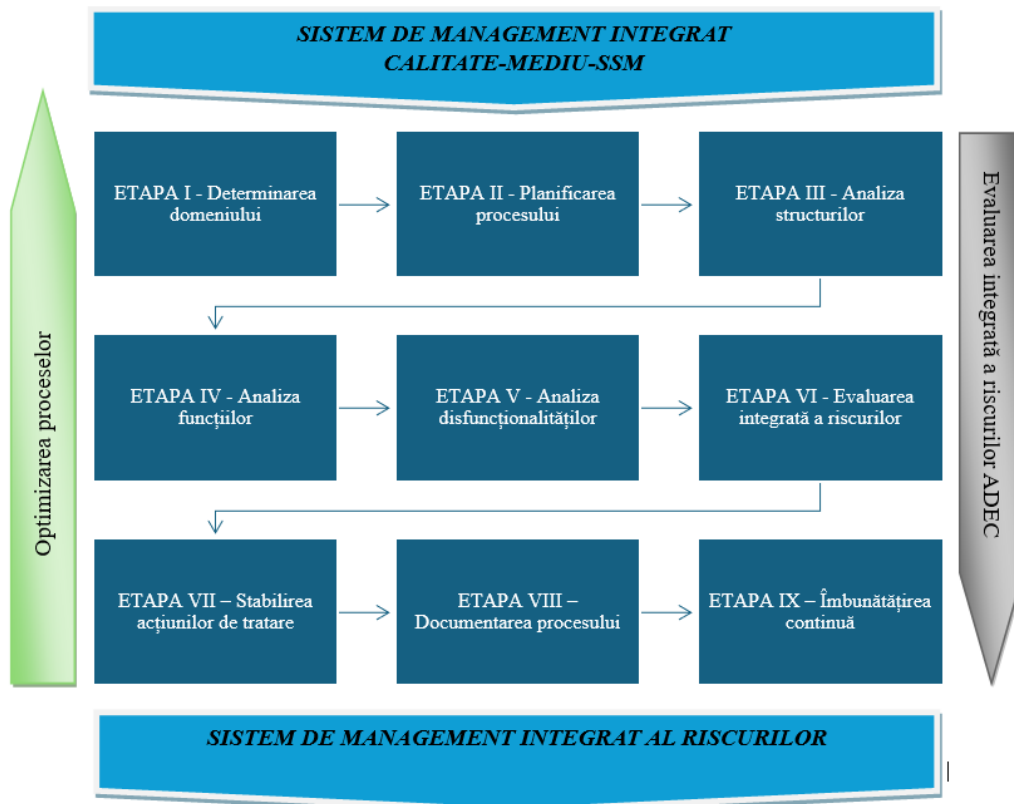 SISTEM DE MANAGEMENT INTEGRAT
CALITATE-MEDIU-SSM
ETAPA I - Determinarea
domeniului
ETAPA II - Planificarea
procesului
ETAPA III - Analiza
structurilor
ETAPA IV - Analiza
funcțiilor
ETAPA V - Analiza
disfuncționalităților
ETAPA VI - Evaluarea
integrată a riscurilor
ETAPA VII – Stabilirea
acțiunilor de tratare
ETAPA VIII –
Documentarea procesului
ETAPA IX – Îmbunătățirea
continuă
Optimizarea proceselor
Evaluarea integrată a riscurilor ADEC
SISTEM DE MANAGEMENT INTEGRAT AL RISCURILOR